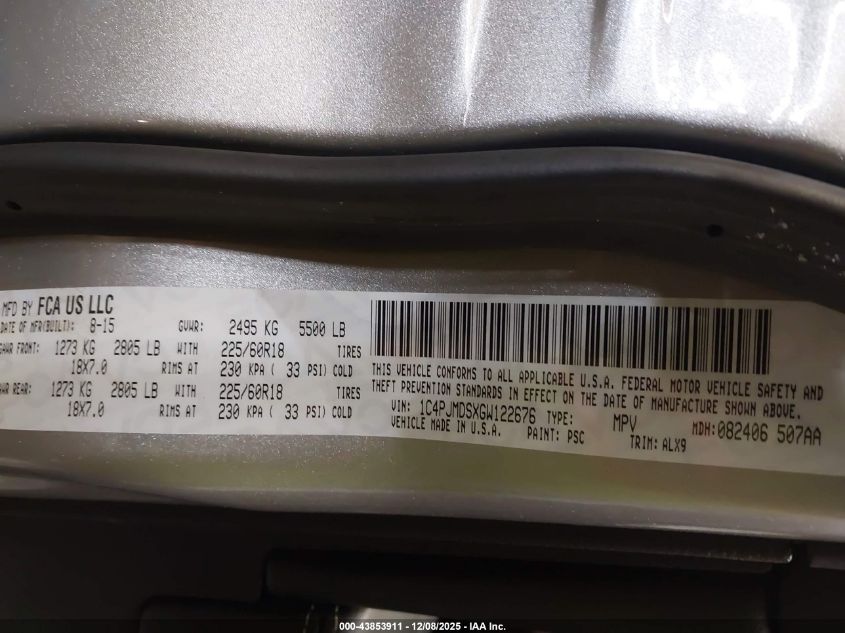 MFD BY FCA US LLC
DATE OF MFR(BUILT): 8-15 GVWR: 2495 KG 5500 LB
GAWR FRONT: 1273 KG 2805 LB WITH 225/60R18 TIRES
18X7.0 RIMS AT 230 KPA ( 33 PSI) COLD
GAWR REAR: 1273 KG 2805 LB WITH 225/60R18 TIRES
18X7.0 RIMS AT 230 KPA ( 33 PSI) COLD
THIS VEHICLE CONFORMS TO ALL APPLICABLE U.S.A. FEDERAL MOTOR VEHICLE SAFETY AND
THEFT PREVENTION STANDARDS IN EFFECT ON THE DATE OF MANUFACTURE SHOWN ABOVE.
VIN: 1C4PJMDSXGW122676 TYPE: MPV MDH:082406 507AA
VEHICLE MADE IN U.S.A. PAINT: PSC TRIM: ALX9
000-43853911 - 12/08/2025 - IAA Inc.